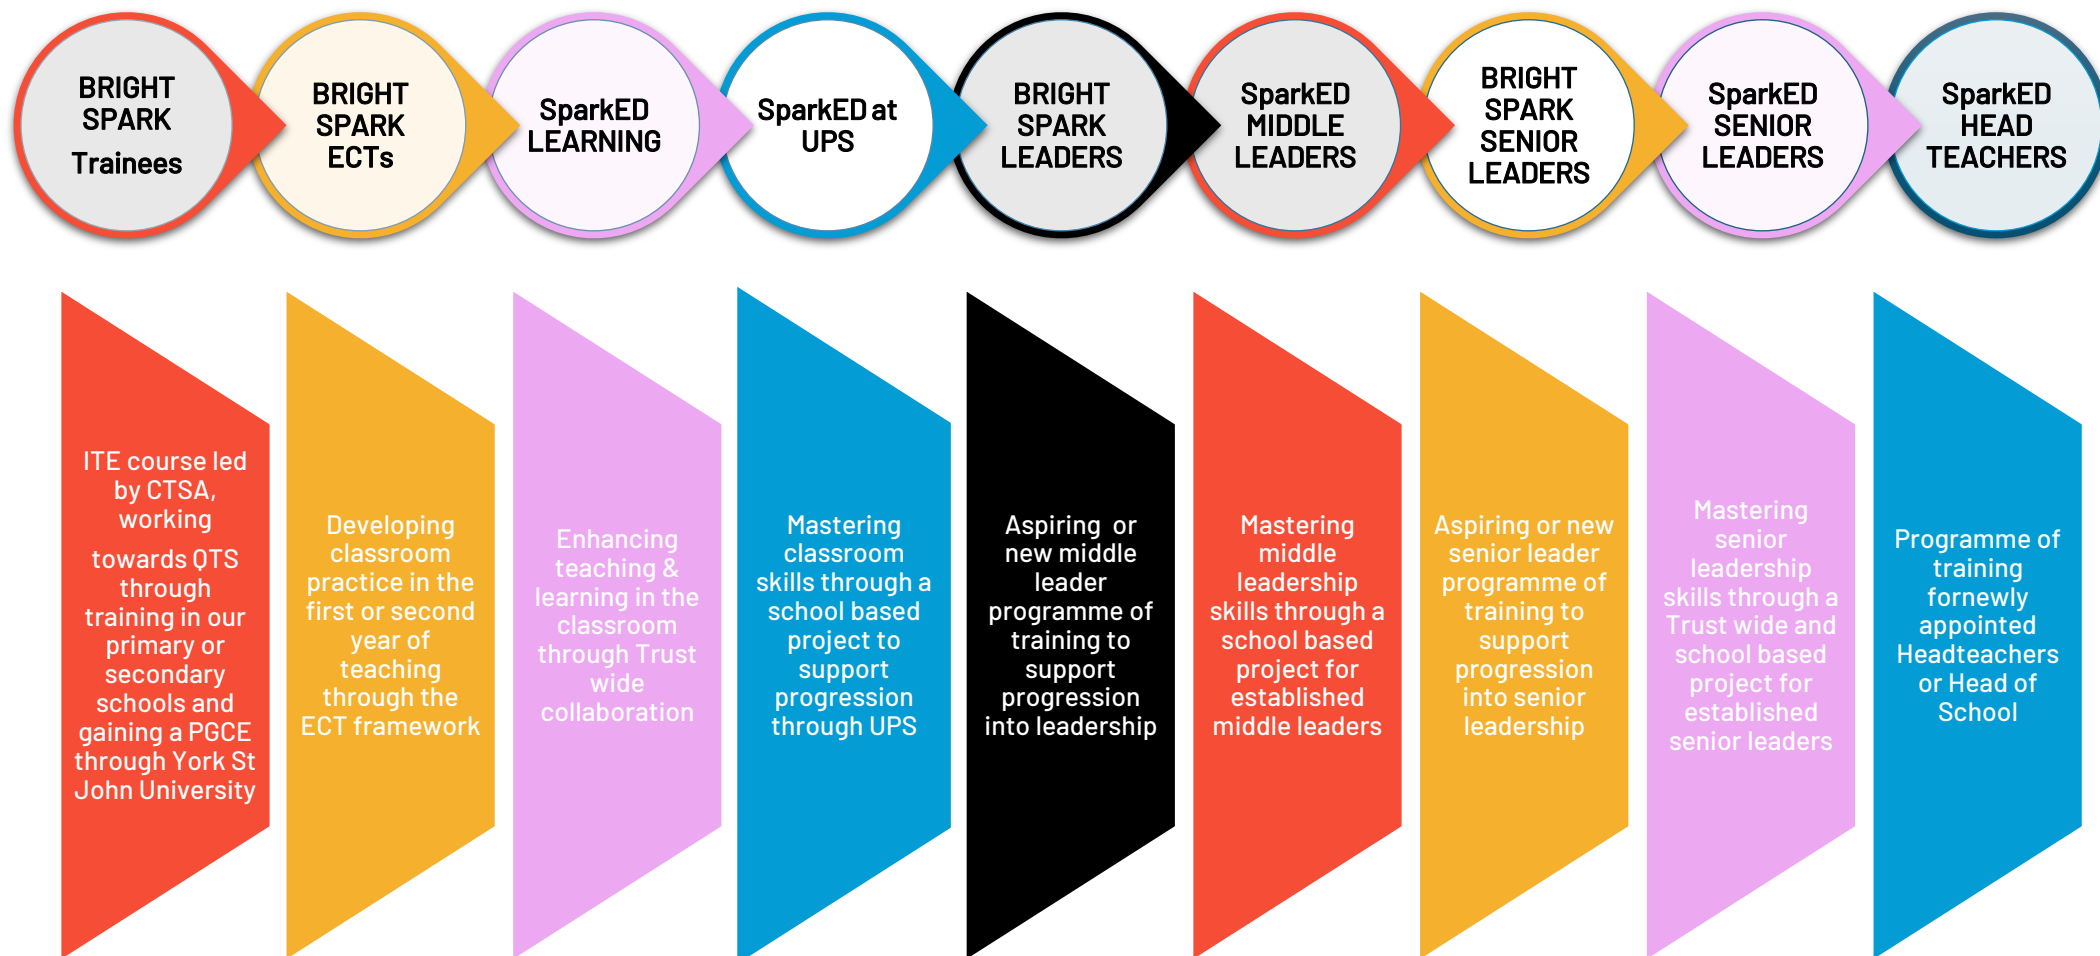 BRIGHT
SPARK
Trainees
BRIGHT
SPARK
ECTs
SparkED
LEARNING
SparkED at
UPS
BRIGHT
SPARK
LEADERS
SparkED
MIDDLE
LEADERS
BRIGHT
SPARK
SENIOR
LEADERS
SparkED
SENIOR
LEADERS
SparkED
HEAD
TEACHERS
ITE course led
by CTSA,
working
towards QTS
through
training in our
primary or
secondary
schools and
gaining a PGCE
through York St
John University
Developing
classroom
practice in the
first or second
year of
teaching
through the
ECT framework
Enhancing
teaching &
learning in the
classroom
through Trust
wide
collaboration
Mastering
classroom
skills through a
school based
project to
support
progression
through UPS
Aspiring or
new middle
leader
programme of
training to
support
progression
into leadership
Mastering
middle
leadership
skills through a
school based
project for
established
middle leaders
Aspiring or new
senior leader
programme of
training to
support
progression
into senior
leadership
Mastering
senior
leadership
skills through a
Trust wide and
school based
project for
established
senior leaders
Programme of
training
fornewly
appointed
Headteachers
or Head of
School